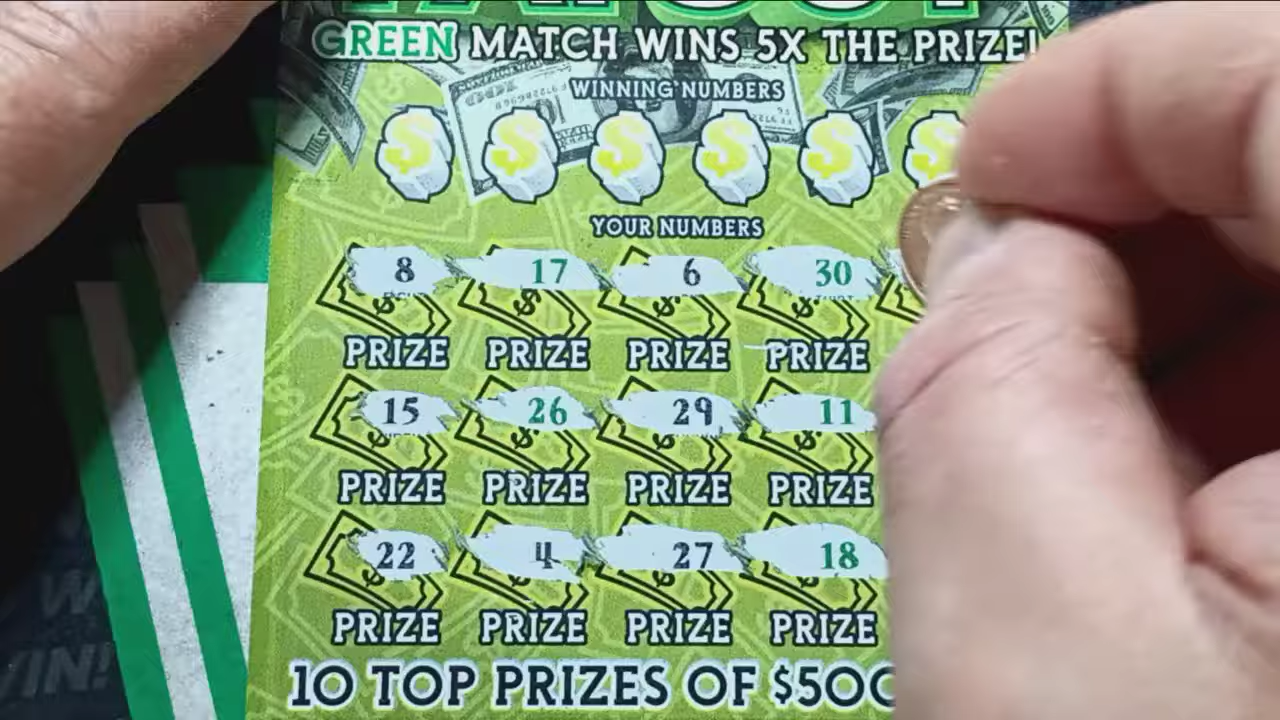 GREEN MATCH WINS 5X THE PRIZE!
WINNING NUMBERS
YOUR NUMBERS
8 17 6 30
PRIZE PRIZE PRIZE PRIZE
15 26 29 11
PRIZE PRIZE PRIZE PRIZE
22 4 27 18
PRIZE PRIZE PRIZE PRIZE
10 TOP PRIZES OF $500